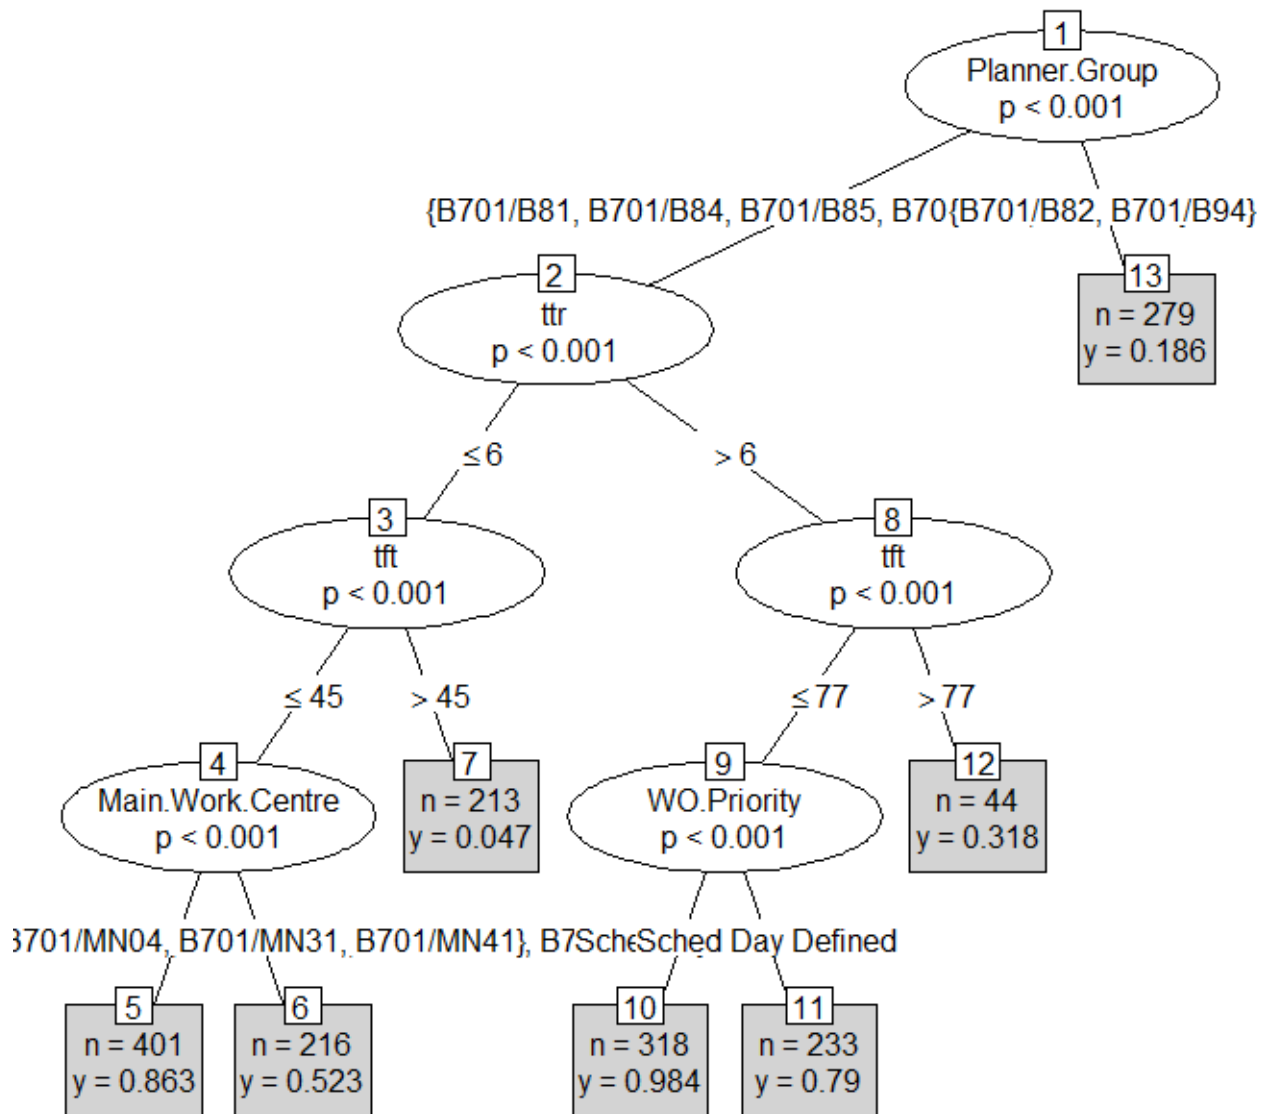 1
Planner.Group
p < 0.001
{B701/B81, B701/B84, B701/B85, B70{B701/B82, B701/B94}
2
ttr
p < 0.001
13
n = 279
y = 0.186
≤ 6
> 6
3
tft
p < 0.001
8
tft
p < 0.001
≤ 45
> 45
≤ 77
> 77
4
Main.Work.Centre
p < 0.001
7
n = 213
y = 0.047
9
WO.Priority
p < 0.001
12
n = 44
y = 0.318
B701/MN04, B701/MN31, B701/MN41}, B7
Sched Day Defined
5
n = 401
y = 0.863
6
n = 216
y = 0.523
10
n = 318
y = 0.984
11
n = 233
y = 0.79